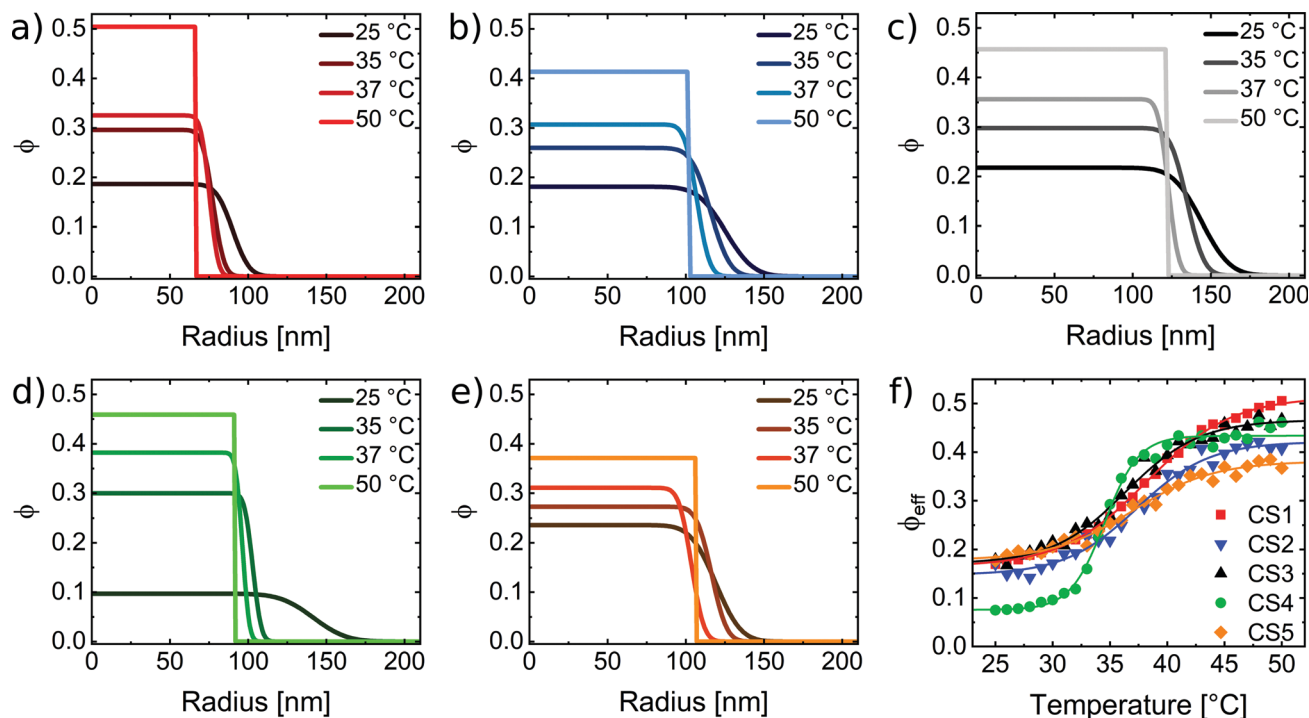 a)
25 °C
35 °C
37 °C
50 °C
ϕ
0.5
0.4
0.3
0.2
0.1
0.0
0 50 100 150 200
Radius [nm]
b)
25 °C
35 °C
37 °C
50 °C
ϕ
0.5
0.4
0.3
0.2
0.1
0.0
0 50 100 150 200
Radius [nm]
c)
25 °C
35 °C
37 °C
50 °C
ϕ
0.5
0.4
0.3
0.2
0.1
0.0
0 50 100 150 200
Radius [nm]
d)
25 °C
35 °C
37 °C
50 °C
ϕ
0.5
0.4
0.3
0.2
0.1
0.0
0 50 100 150 200
Radius [nm]
e)
25 °C
35 °C
37 °C
50 °C
ϕ
0.5
0.4
0.3
0.2
0.1
0.0
0 50 100 150 200
Radius [nm]
f)
ϕeff
0.5
0.4
0.3
0.2
0.1
0.0
CS1
CS2
CS3
CS4
CS5
25 30 35 40 45 50
Temperature [°C]